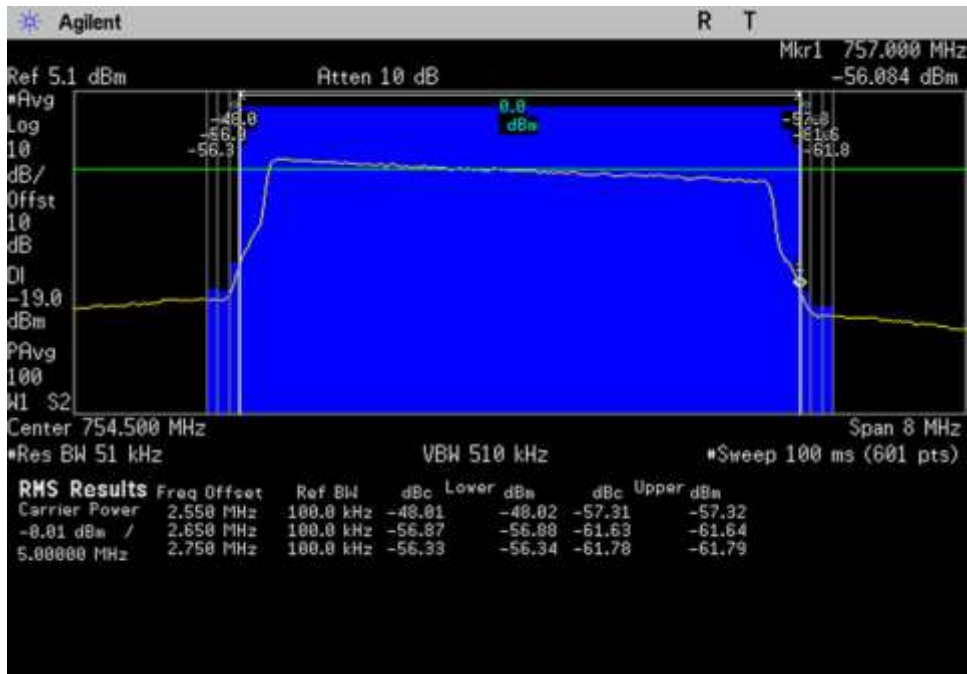 Agilent R T
Mkr1 757.000 MHz
Ref 5.1 dBm Atten 10 dB -56.084 dBm
#Avg
Log
10
dB/
Offst
10
dB
DI
-19.0
dBm
PAvg
100
W1 S2
0.0
dBm
-48.0
-56.9
-56.3
-61.6
-61.8
Center 754.500 MHz Span 8 MHz
#Res BW 51 kHz VBW 510 kHz #Sweep 100 ms (601 pts)
RMS Results Freq Offset Ref BW dBc Lower dBm dBc Upper dBm
Carrier Power 2.550 MHz 100.0 kHz -48.01 -48.02 -57.31 -57.32
-8.01 dBm / 2.650 MHz 100.0 kHz -56.87 -56.88 -61.63 -61.64
5.00000 MHz 2.750 MHz 100.0 kHz -56.33 -56.34 -61.78 -61.79